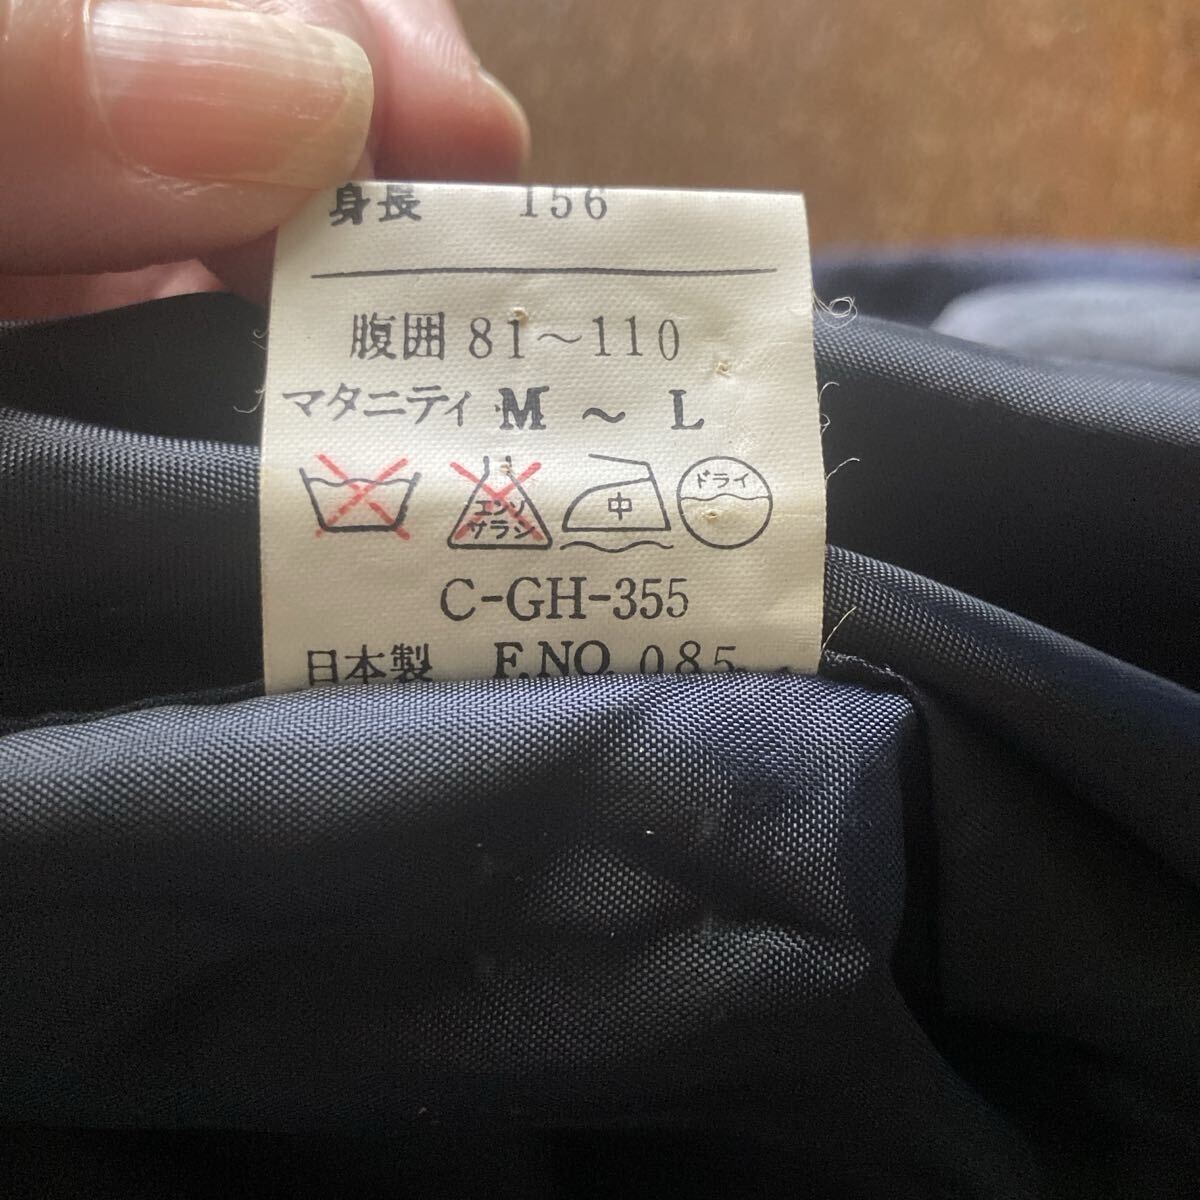 身長 156
腹囲 81～110
マタニティ M ～ L
エンソ
サラシ
中
ドライ
C-GH-355
日本製 F.NO. 085